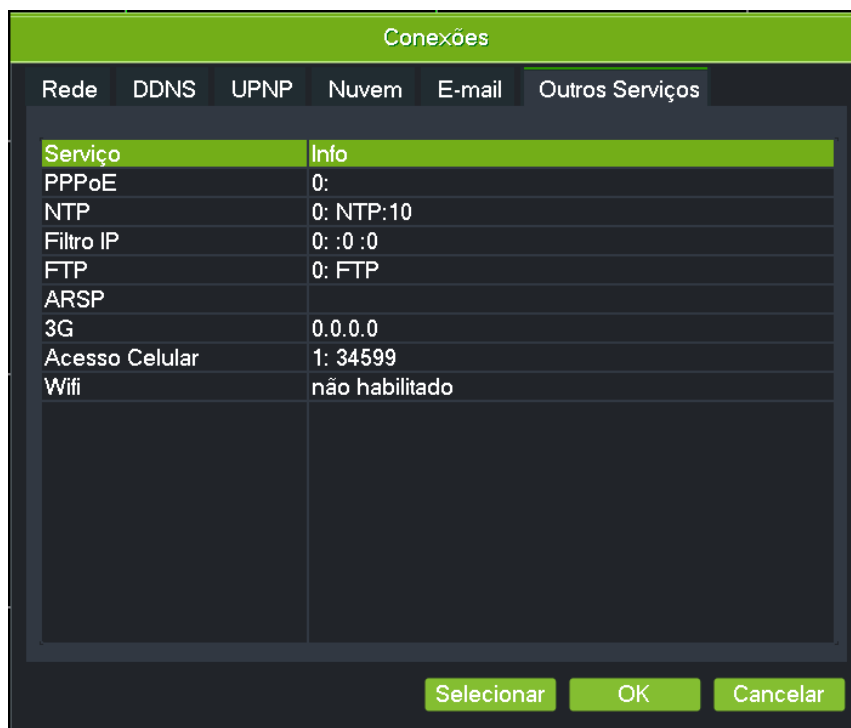 Conexões
Rede DDNS UPNP Nuvem E-mail Outros Serviços
Serviço Info
PPPoE 0:
NTP 0: NTP:10
Filtro IP 0: :0 :0
FTP 0: FTP
ARSP
3G 0.0.0.0
Acesso Celular 1: 34599
Wifi não habilitado
Selecionar OK Cancelar